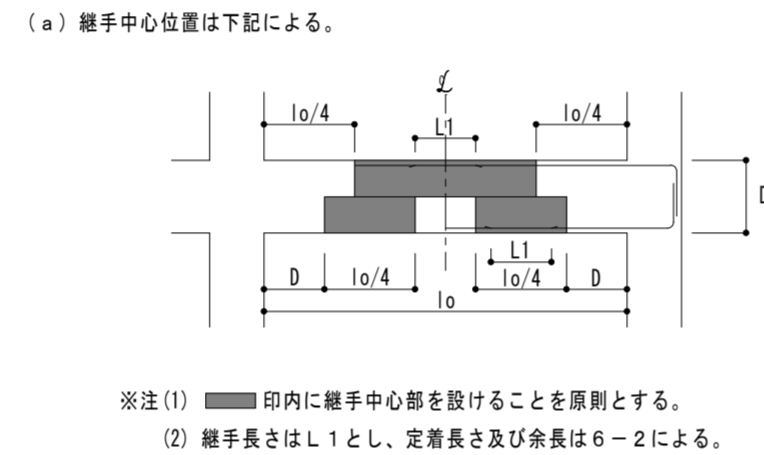 (a) 継手中心位置は下記による。
℄
lo/4
L1
lo/4
D
L1
D
lo/4
lo/4
D
lo
※注(1) 印内に継手中心部を設けることを原則とする。
(2) 継手長さはL1とし、定着長さ及び余長は6-2による。